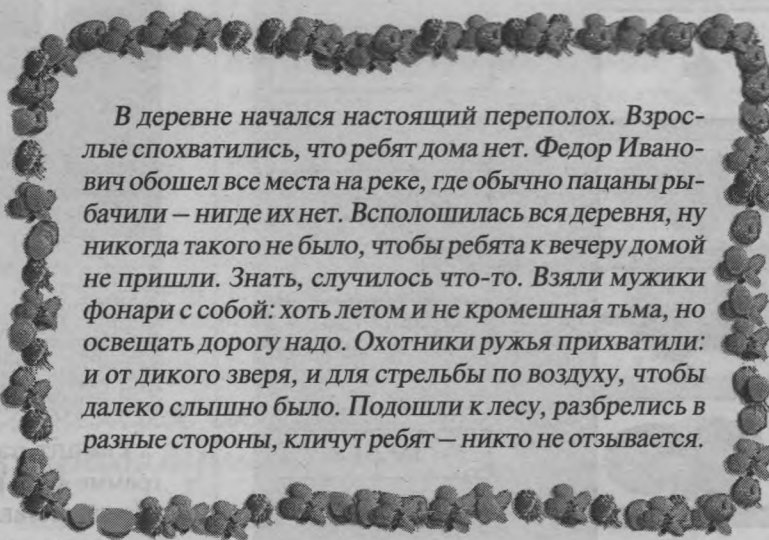 В деревне начался настоящий переполох. Взрос-
лые спохватились, что ребят дома нет. Федор Ивано-
вич обошел все места на реке, где обычно пацаны ры-
бачили – нигде их нет. Всполошилась вся деревня, ну
никогда такого не было, чтобы ребята к вечеру домой
не пришли. Знать, случилось что-то. Взяли мужики
фонари с собой: хоть летом и не кромешная тьма, но
освещать дорогу надо. Охотники ружья прихватили:
и от дикого зверя, и для стрельбы по воздуху, чтобы
далеко слышно было. Подошли к лесу, разбрелись в
разные стороны, кличут ребят – никто не отзывается.